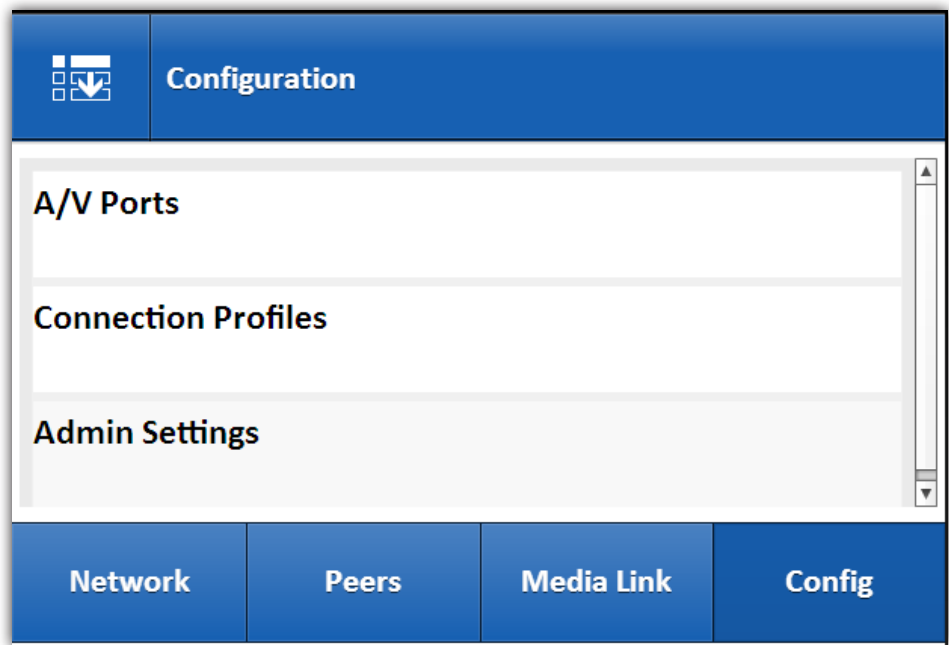 Configuration
A/V Ports
Connection Profiles
Admin Settings
Network Peers Media Link Config